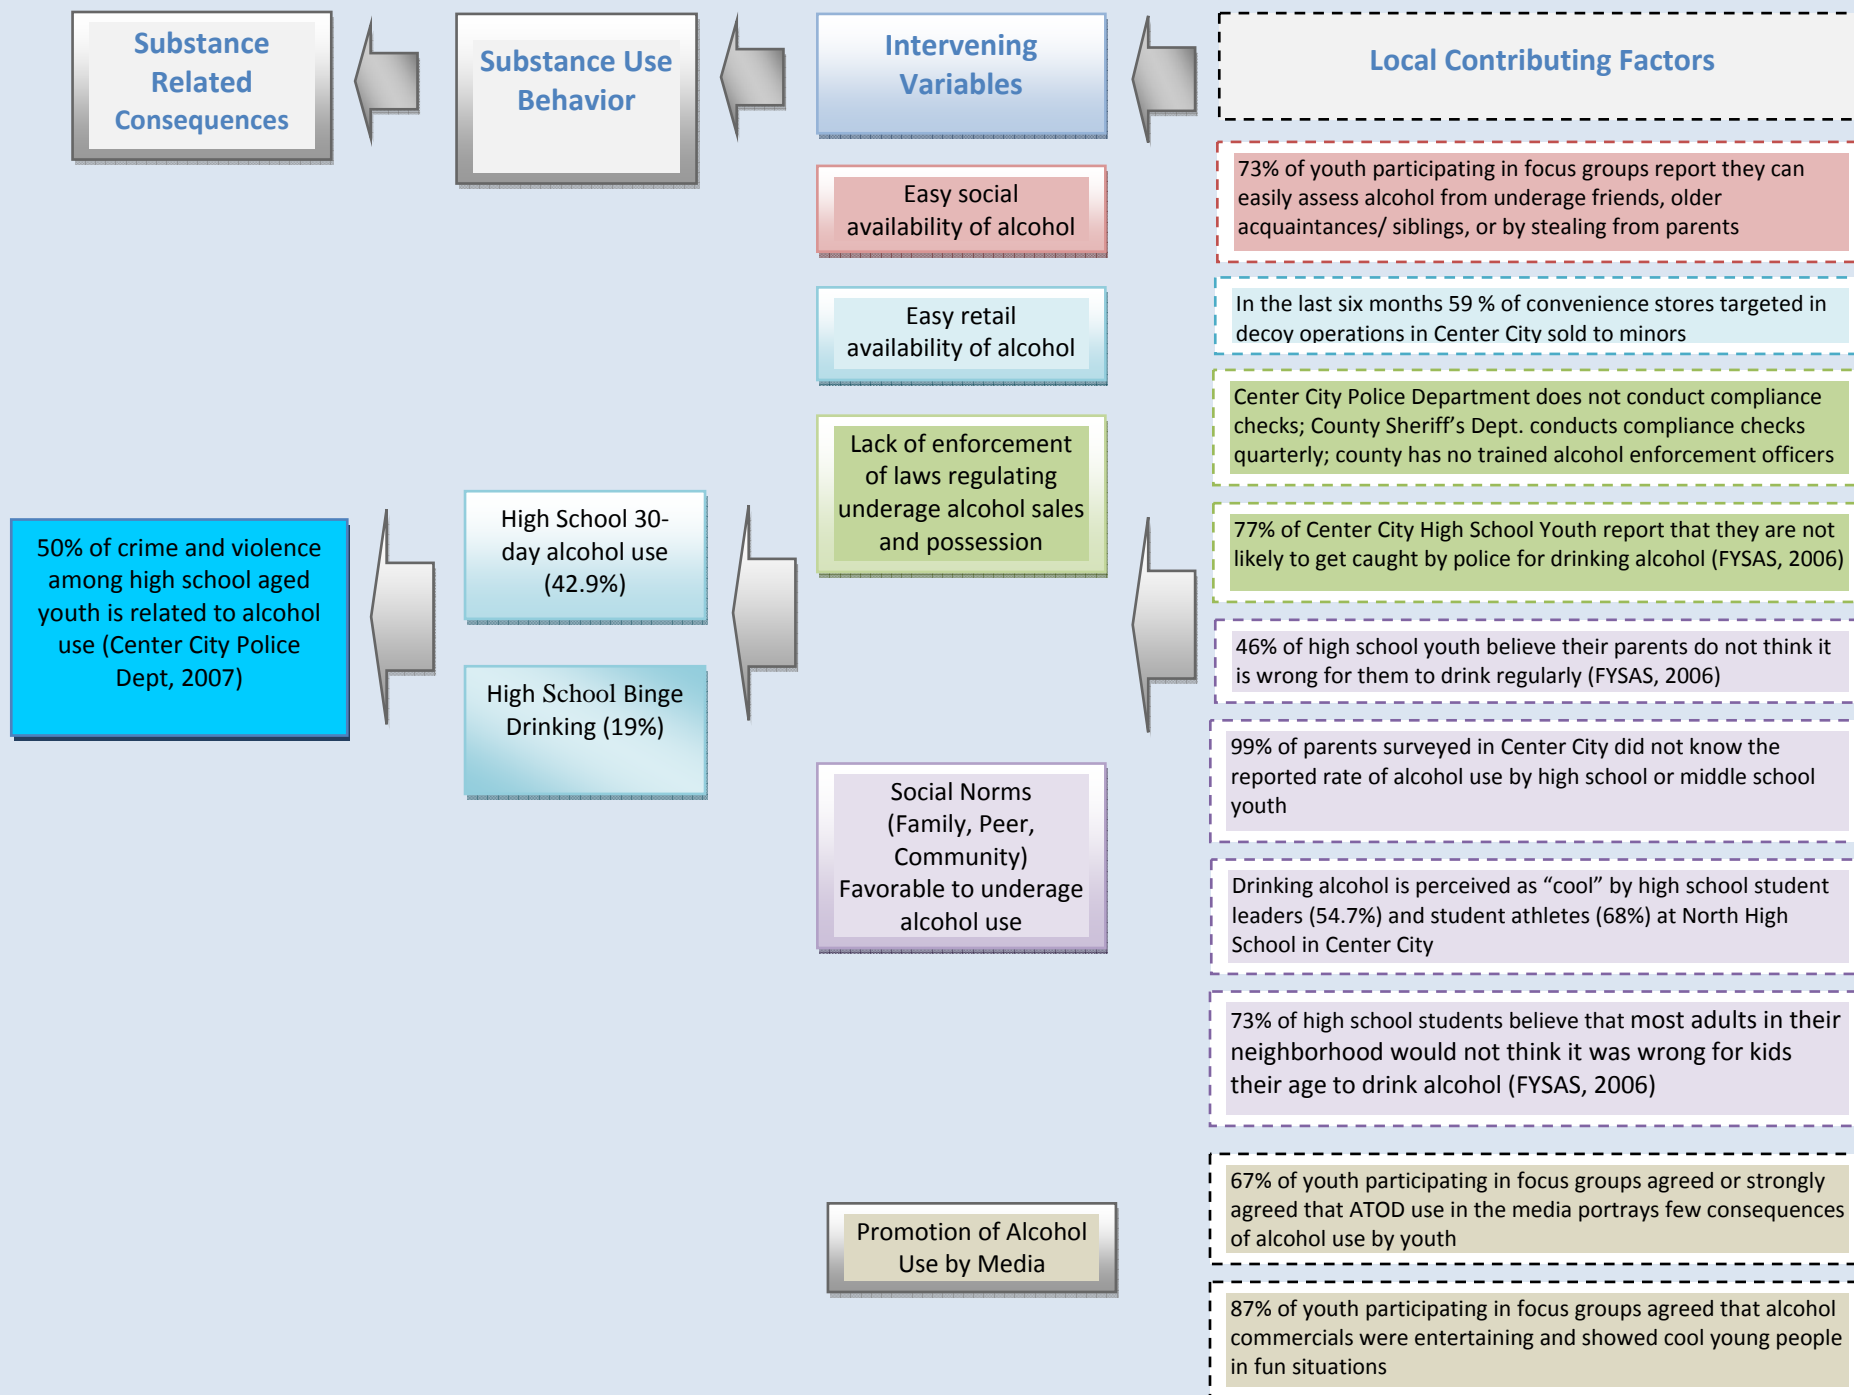 Substance
Related
Consequences
Substance Use
Behavior
Intervening
Variables
Local Contributing Factors
50% of crime and violence
among high school aged
youth is related to alcohol
use (Center City Police
Dept, 2007)
High School 30-
day alcohol use
(42.9%)
High School Binge
Drinking (19%)
Easy social
availability of alcohol
Easy retail
availability of alcohol
Lack of enforcement
of laws regulating
underage alcohol sales
and possession
Social Norms
(Family, Peer,
Community)
Favorable to underage
alcohol use
Promotion of Alcohol
Use by Media
73% of youth participating in focus groups report they can
easily assess alcohol from underage friends, older
acquaintances/ siblings, or by stealing from parents
In the last six months 59 % of convenience stores targeted in
decoy operations in Center City sold to minors
Center City Police Department does not conduct compliance
checks; County Sheriff’s Dept. conducts compliance checks
quarterly; county has no trained alcohol enforcement officers
77% of Center City High School Youth report that they are not
likely to get caught by police for drinking alcohol (FYSAS, 2006)
46% of high school youth believe their parents do not think it
is wrong for them to drink regularly (FYSAS, 2006)
99% of parents surveyed in Center City did not know the
reported rate of alcohol use by high school or middle school
youth
Drinking alcohol is perceived as “cool” by high school student
leaders (54.7%) and student athletes (68%) at North High
School in Center City
73% of high school students believe that most adults in their
neighborhood would not think it was wrong for kids
their age to drink alcohol (FYSAS, 2006)
67% of youth participating in focus groups agreed or strongly
agreed that ATOD use in the media portrays few consequences
of alcohol use by youth
87% of youth participating in focus groups agreed that alcohol
commercials were entertaining and showed cool young people
in fun situations